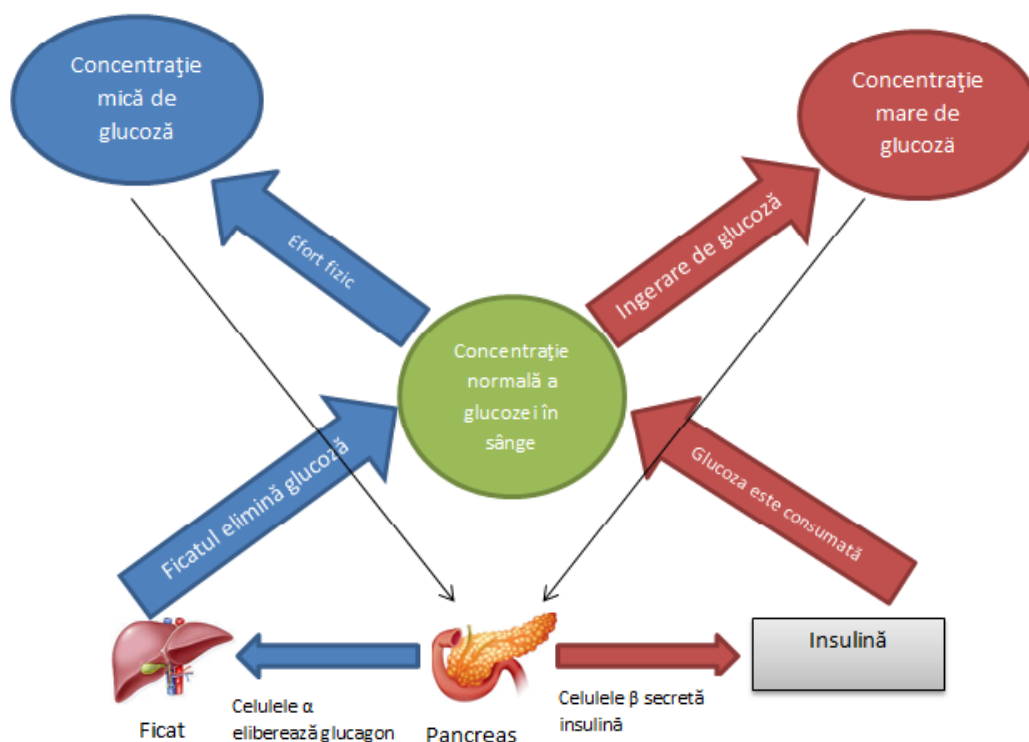 Concentraţie
mică de
glucoză
Concentraţie
mare de
glucoză
Efort fizic
Ingerare de glucoză
Concentraţie
normală a
glucozei în
sânge
Ficatul elimină glucoză
Glucoza este consumată
Insulină
Celulele α
eliberează glucagon
Celulele β secretă
insulină
Ficat
Pancreas